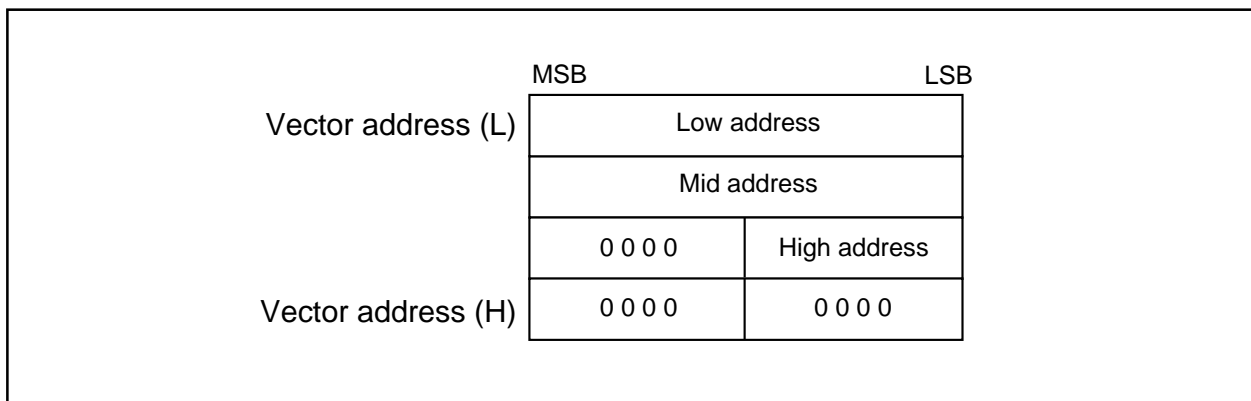 MSB LSB
Vector address (L) Low address
Mid address
0 0 0 0 High address
Vector address (H) 0 0 0 0 0 0 0 0